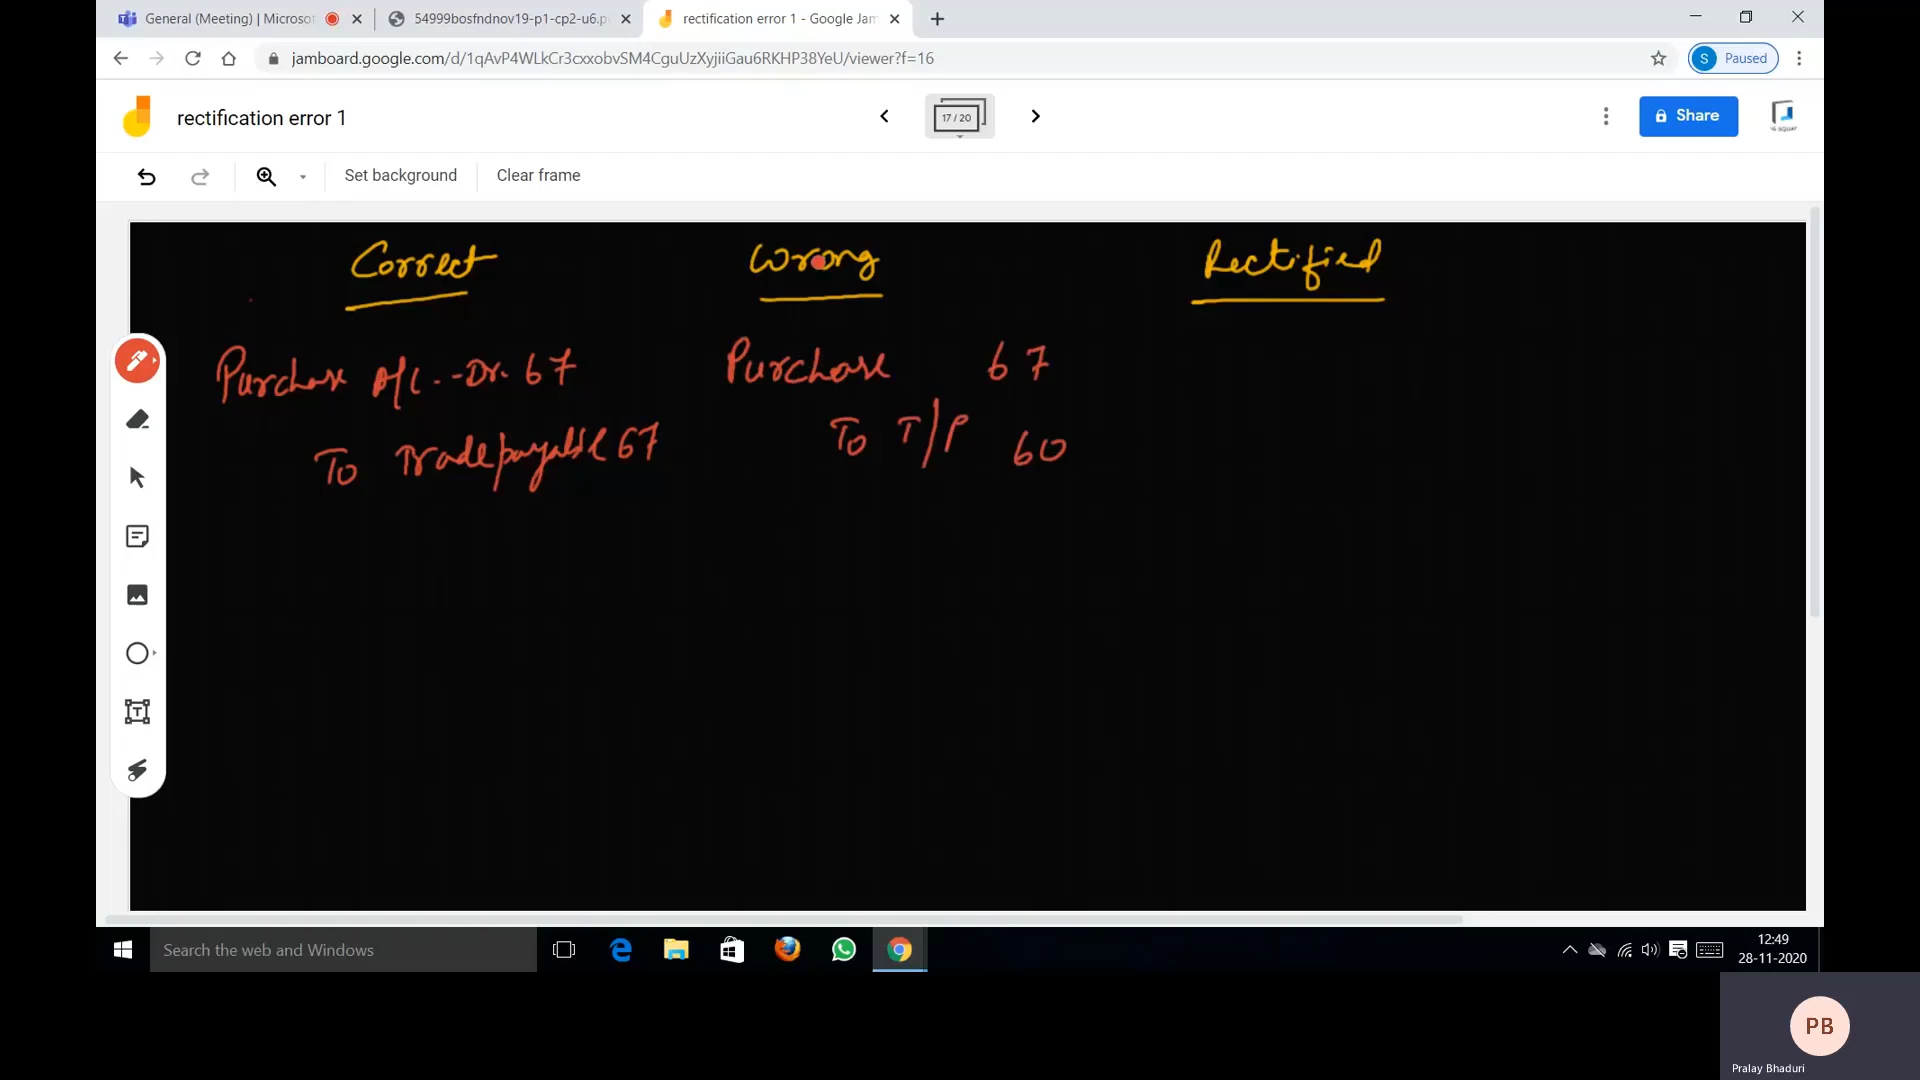 General (Meeting) | Microsof
54999bosfndnov19-p1-cp2-u6.p
rectification error 1 - Google Jam
jamboard.google.com/d/1qAvP4WLkCr3cxxobvSM4CguUzXyjiiGau6RKHP38YeU/viewer?f=16
S Paused
rectification error 1
17 / 20
Share
Set background
Clear frame
Correct Wrong Rectified
Purchase A/c. --Dr. 67 Purchase 67
To Trade payable 67 To T/P 60
Search the web and Windows
12:49
28-11-2020
PB
Pralay Bhaduri